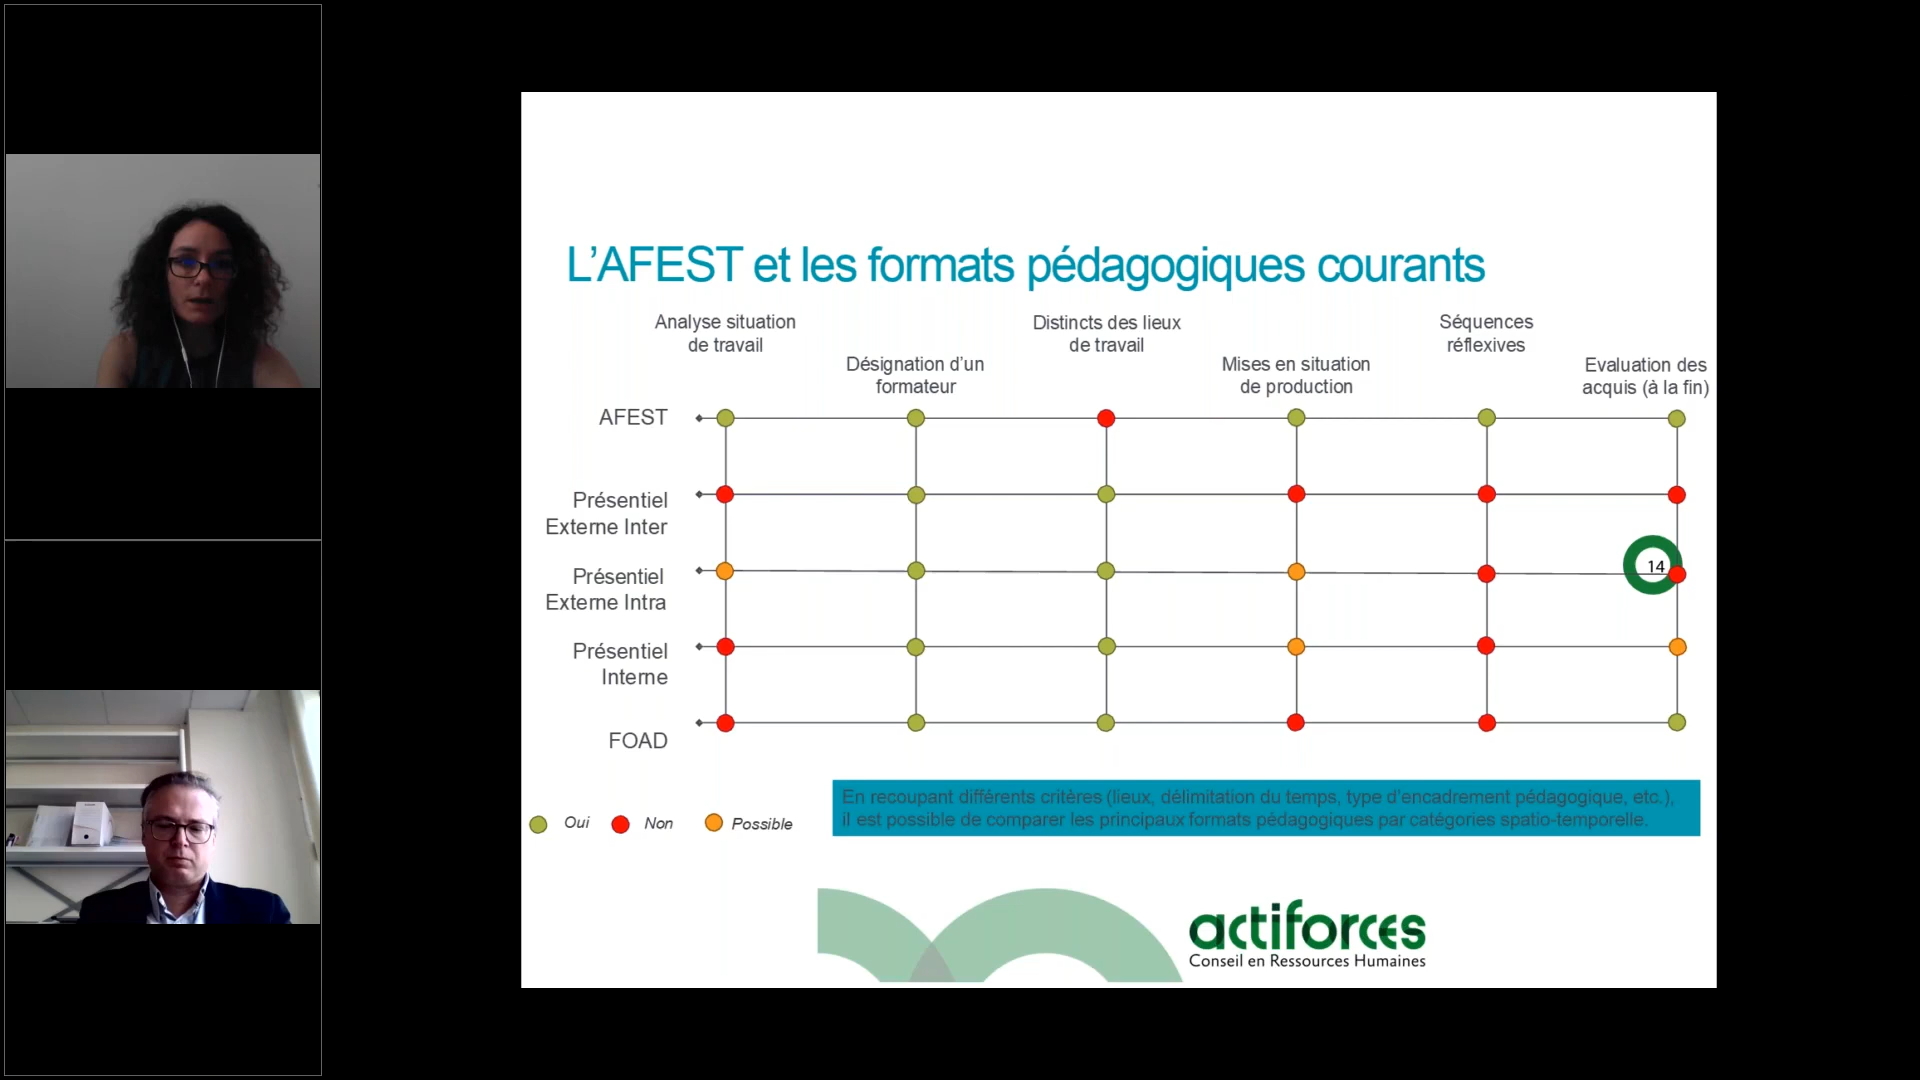 L’AFEST et les formats pédagogiques courants
Analyse situation
de travail
Désignation d’un
formateur
Distincts des lieux
de travail
Mises en situation
de production
Séquences
réflexives
Evaluation des
acquis (à la fin)
AFEST
Présentiel
Externe Inter
Présentiel
Externe Intra
14
Présentiel
Interne
FOAD
Oui
Non
Possible
En recoupant différents critères (lieux, délimitation du temps, type d’encadrement pédagogique, etc.),
il est possible de comparer les principaux formats pédagogiques par catégories spatio-temporelle.
actiforces
Conseil en Ressources Humaines